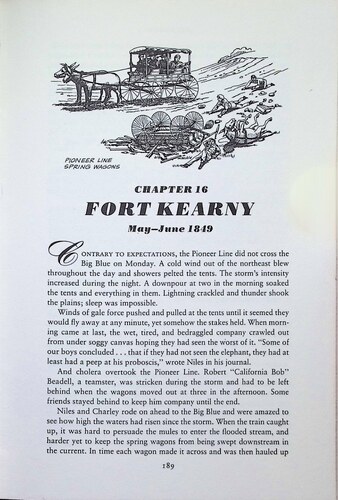 PIONEER LINE
SPRING WAGONS
CHAPTER 16
FORT KEARNY
May–June 1849
CONTRARY TO EXPECTATIONS, the Pioneer Line did not cross the
Big Blue on Monday. A cold wind out of the northeast blew
throughout the day and showers pelted the tents. The storm's intensity
increased during the night. A downpour at two in the morning soaked
the tents and everything in them. Lightning crackled and thunder shook
the plains; sleep was impossible.
Winds of gale force pushed and pulled at the tents until it seemed they
would fly away at any minute, yet somehow the stakes held. When morn-
ing came at last, the wet, tired, and bedraggled company crawled out
from under soggy canvas hoping they had seen the worst of it. "Some of
our boys concluded . . . that if they had not seen the elephant, they had at
least had a peep at his proboscis," wrote Niles in his journal.
And cholera overtook the Pioneer Line. Robert "California Bob"
Beadell, a teamster, was stricken during the storm and had to be left
behind when the wagons moved out at three in the afternoon. Some
friends stayed behind to keep him company until the end.
Niles and Charley rode on ahead to the Big Blue and were amazed to
see how high the waters had risen since the storm. When the train caught
up, it was hard to persuade the mules to enter the flooded stream, and
harder yet to keep the spring wagons from being swept downstream in
the current. In time each wagon made it across and was then hauled up
189